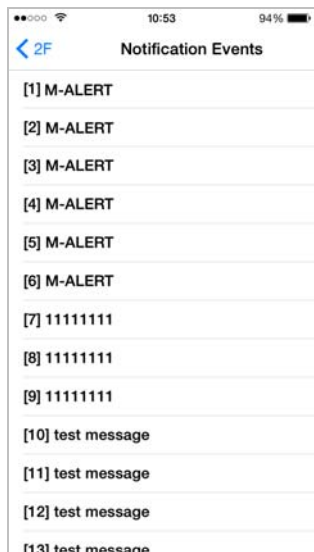 10:53
94%
2F
Notification Events
[1] M-ALERT
[2] M-ALERT
[3] M-ALERT
[4] M-ALERT
[5] M-ALERT
[6] M-ALERT
[7] 11111111
[8] 11111111
[9] 11111111
[10] test message
[11] test message
[12] test message
[13] test message